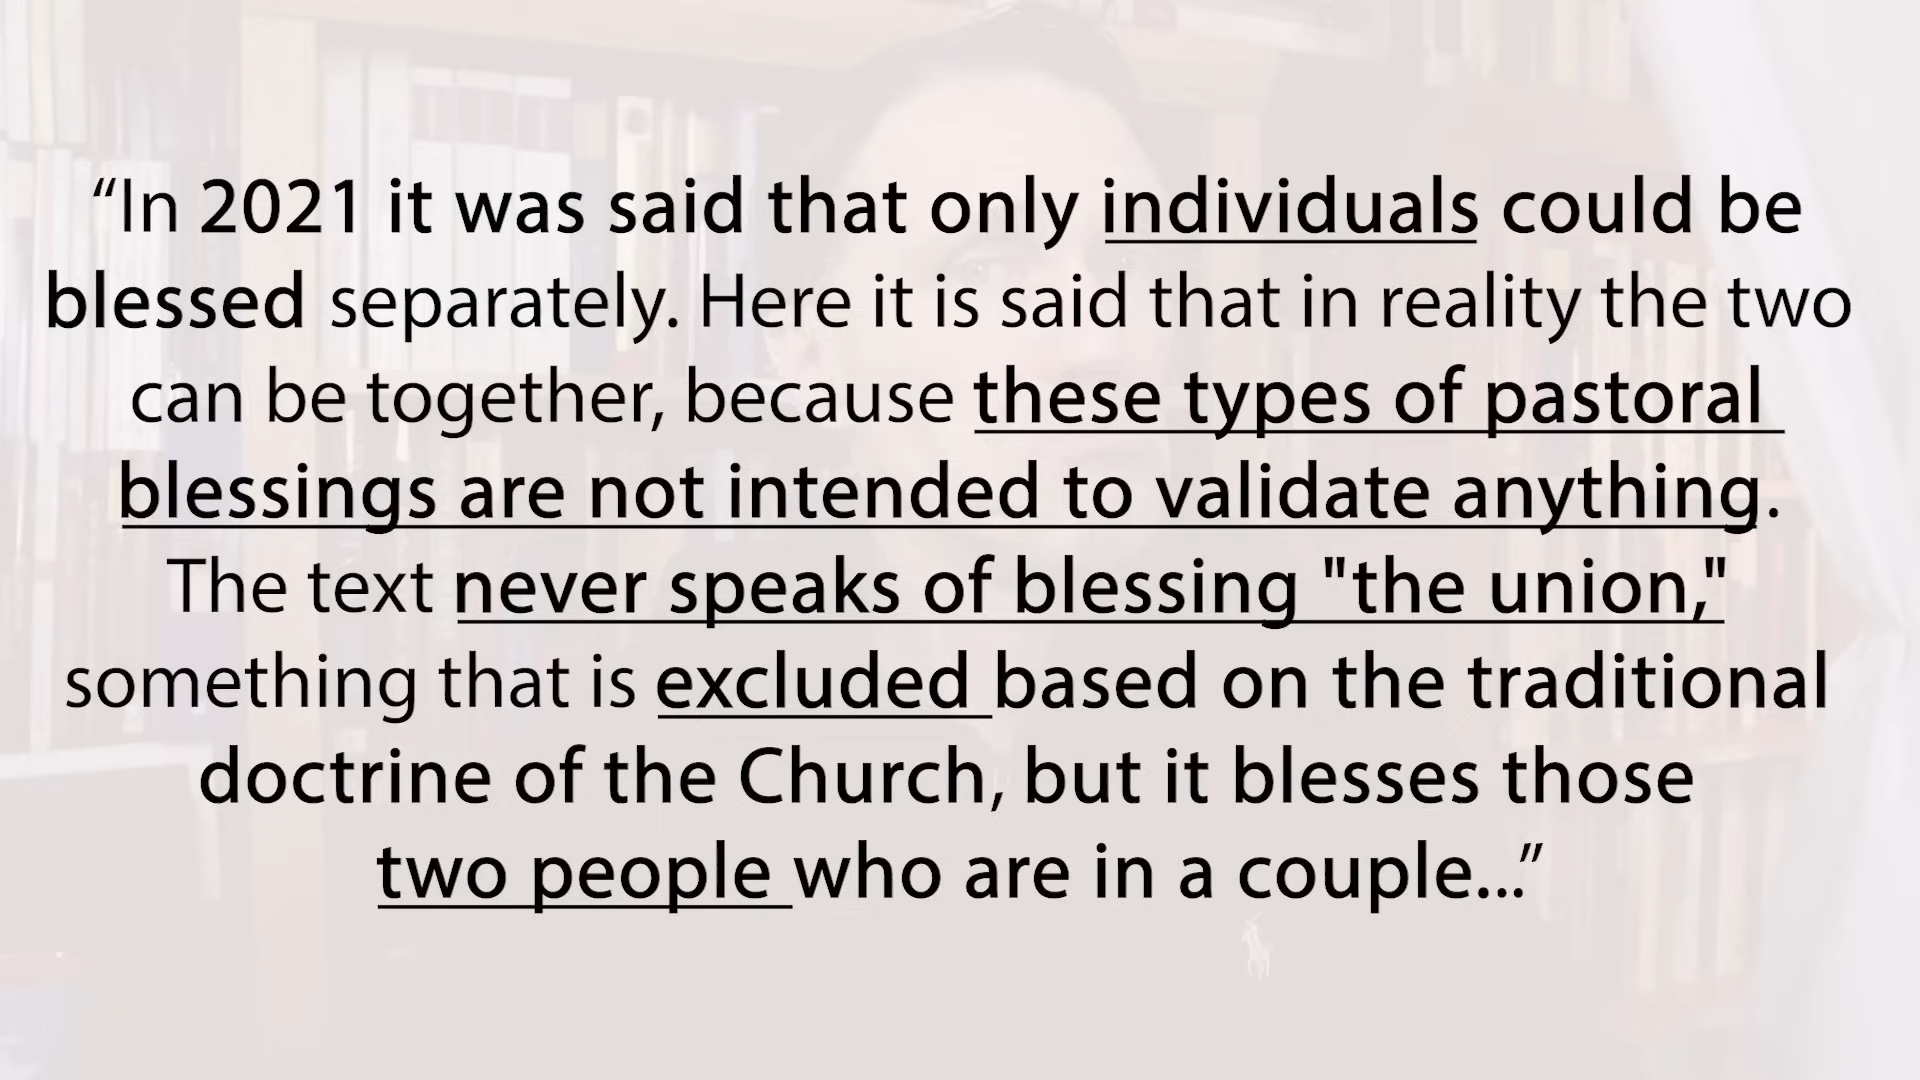 “In 2021 it was said that only individuals could be
blessed separately. Here it is said that in reality the two
can be together, because these types of pastoral
blessings are not intended to validate anything.
The text never speaks of blessing "the union,"
something that is excluded based on the traditional
doctrine of the Church, but it blesses those
two people who are in a couple...”